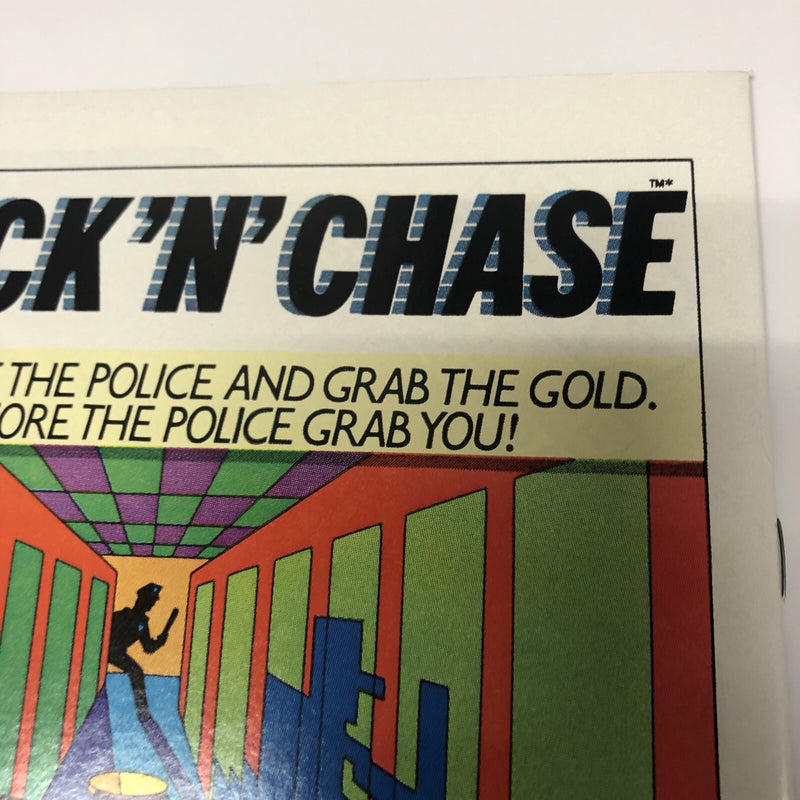 CK 'N' CHASE TM*
THE POLICE AND GRAB THE GOLD.
ORE THE POLICE GRAB YOU!